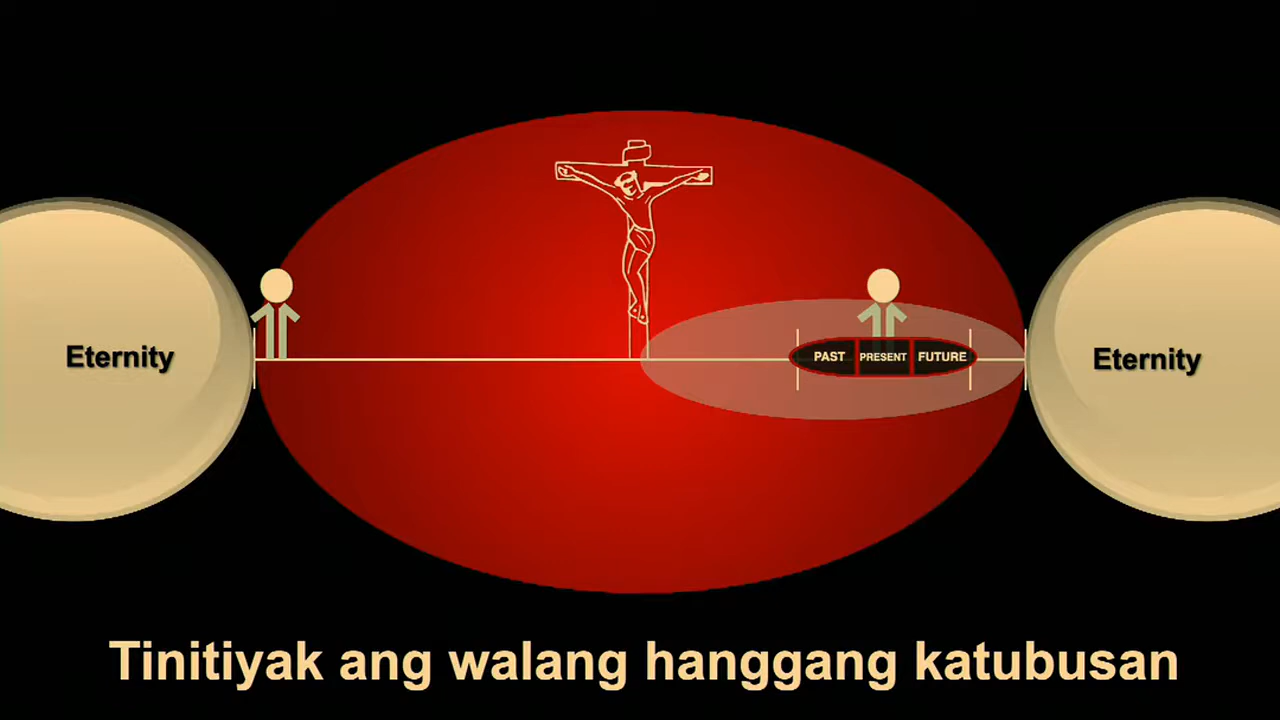 Eternity
PAST PRESENT FUTURE
Eternity
Tinitiyak ang walang hanggang katubusan